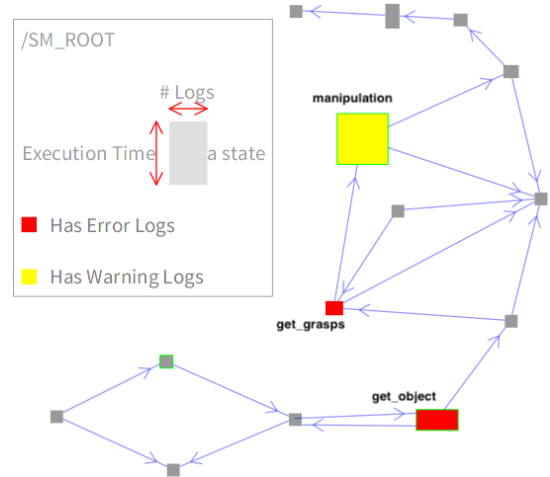 /SM_ROOT
# Logs
Execution Time
a state
Has Error Logs
Has Warning Logs
manipulation
get_grasps
get_object